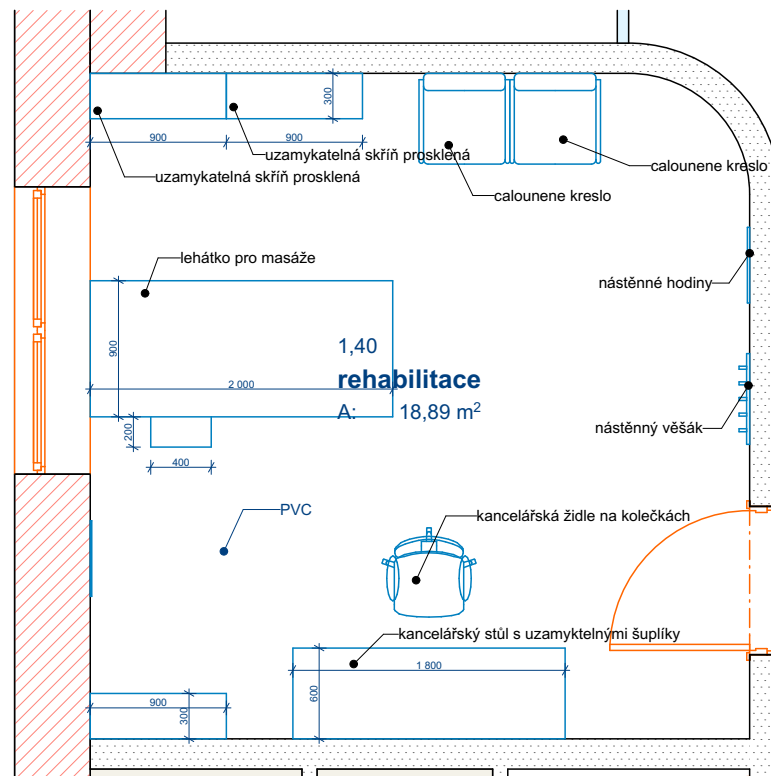 300
900
900
uzamykatelná skříň prosklená
uzamykatelná skříň prosklená
calounene kreslo
calounene kreslo
lehátko pro masáže
nástěnné hodiny
900
1,40
2 000
rehabilitace
A: 18,89 m²
200
nástěnný věšák
400
PVC
kancelářská židle na kolečkách
kancelářský stůl s uzamyktelnými šuplíky
1 800
600
900
300